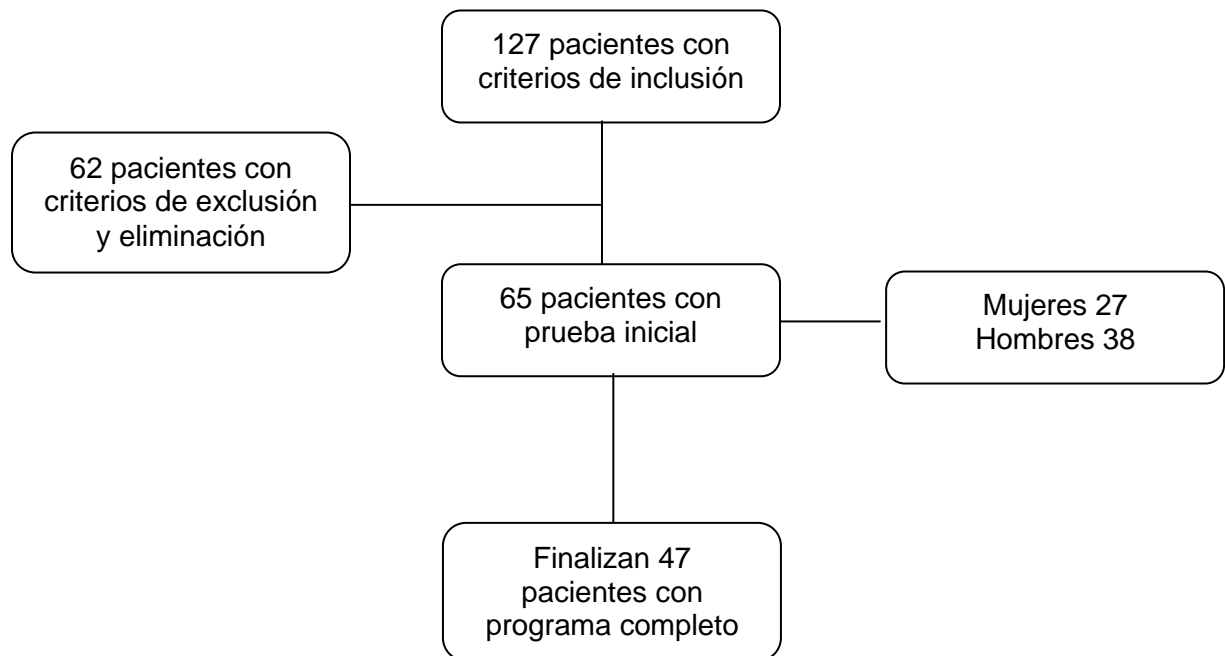 127 pacientes con
criterios de inclusión
62 pacientes con
criterios de exclusión
y eliminación
65 pacientes con
prueba inicial
Mujeres 27
Hombres 38
Finalizan 47
pacientes con
programa completo